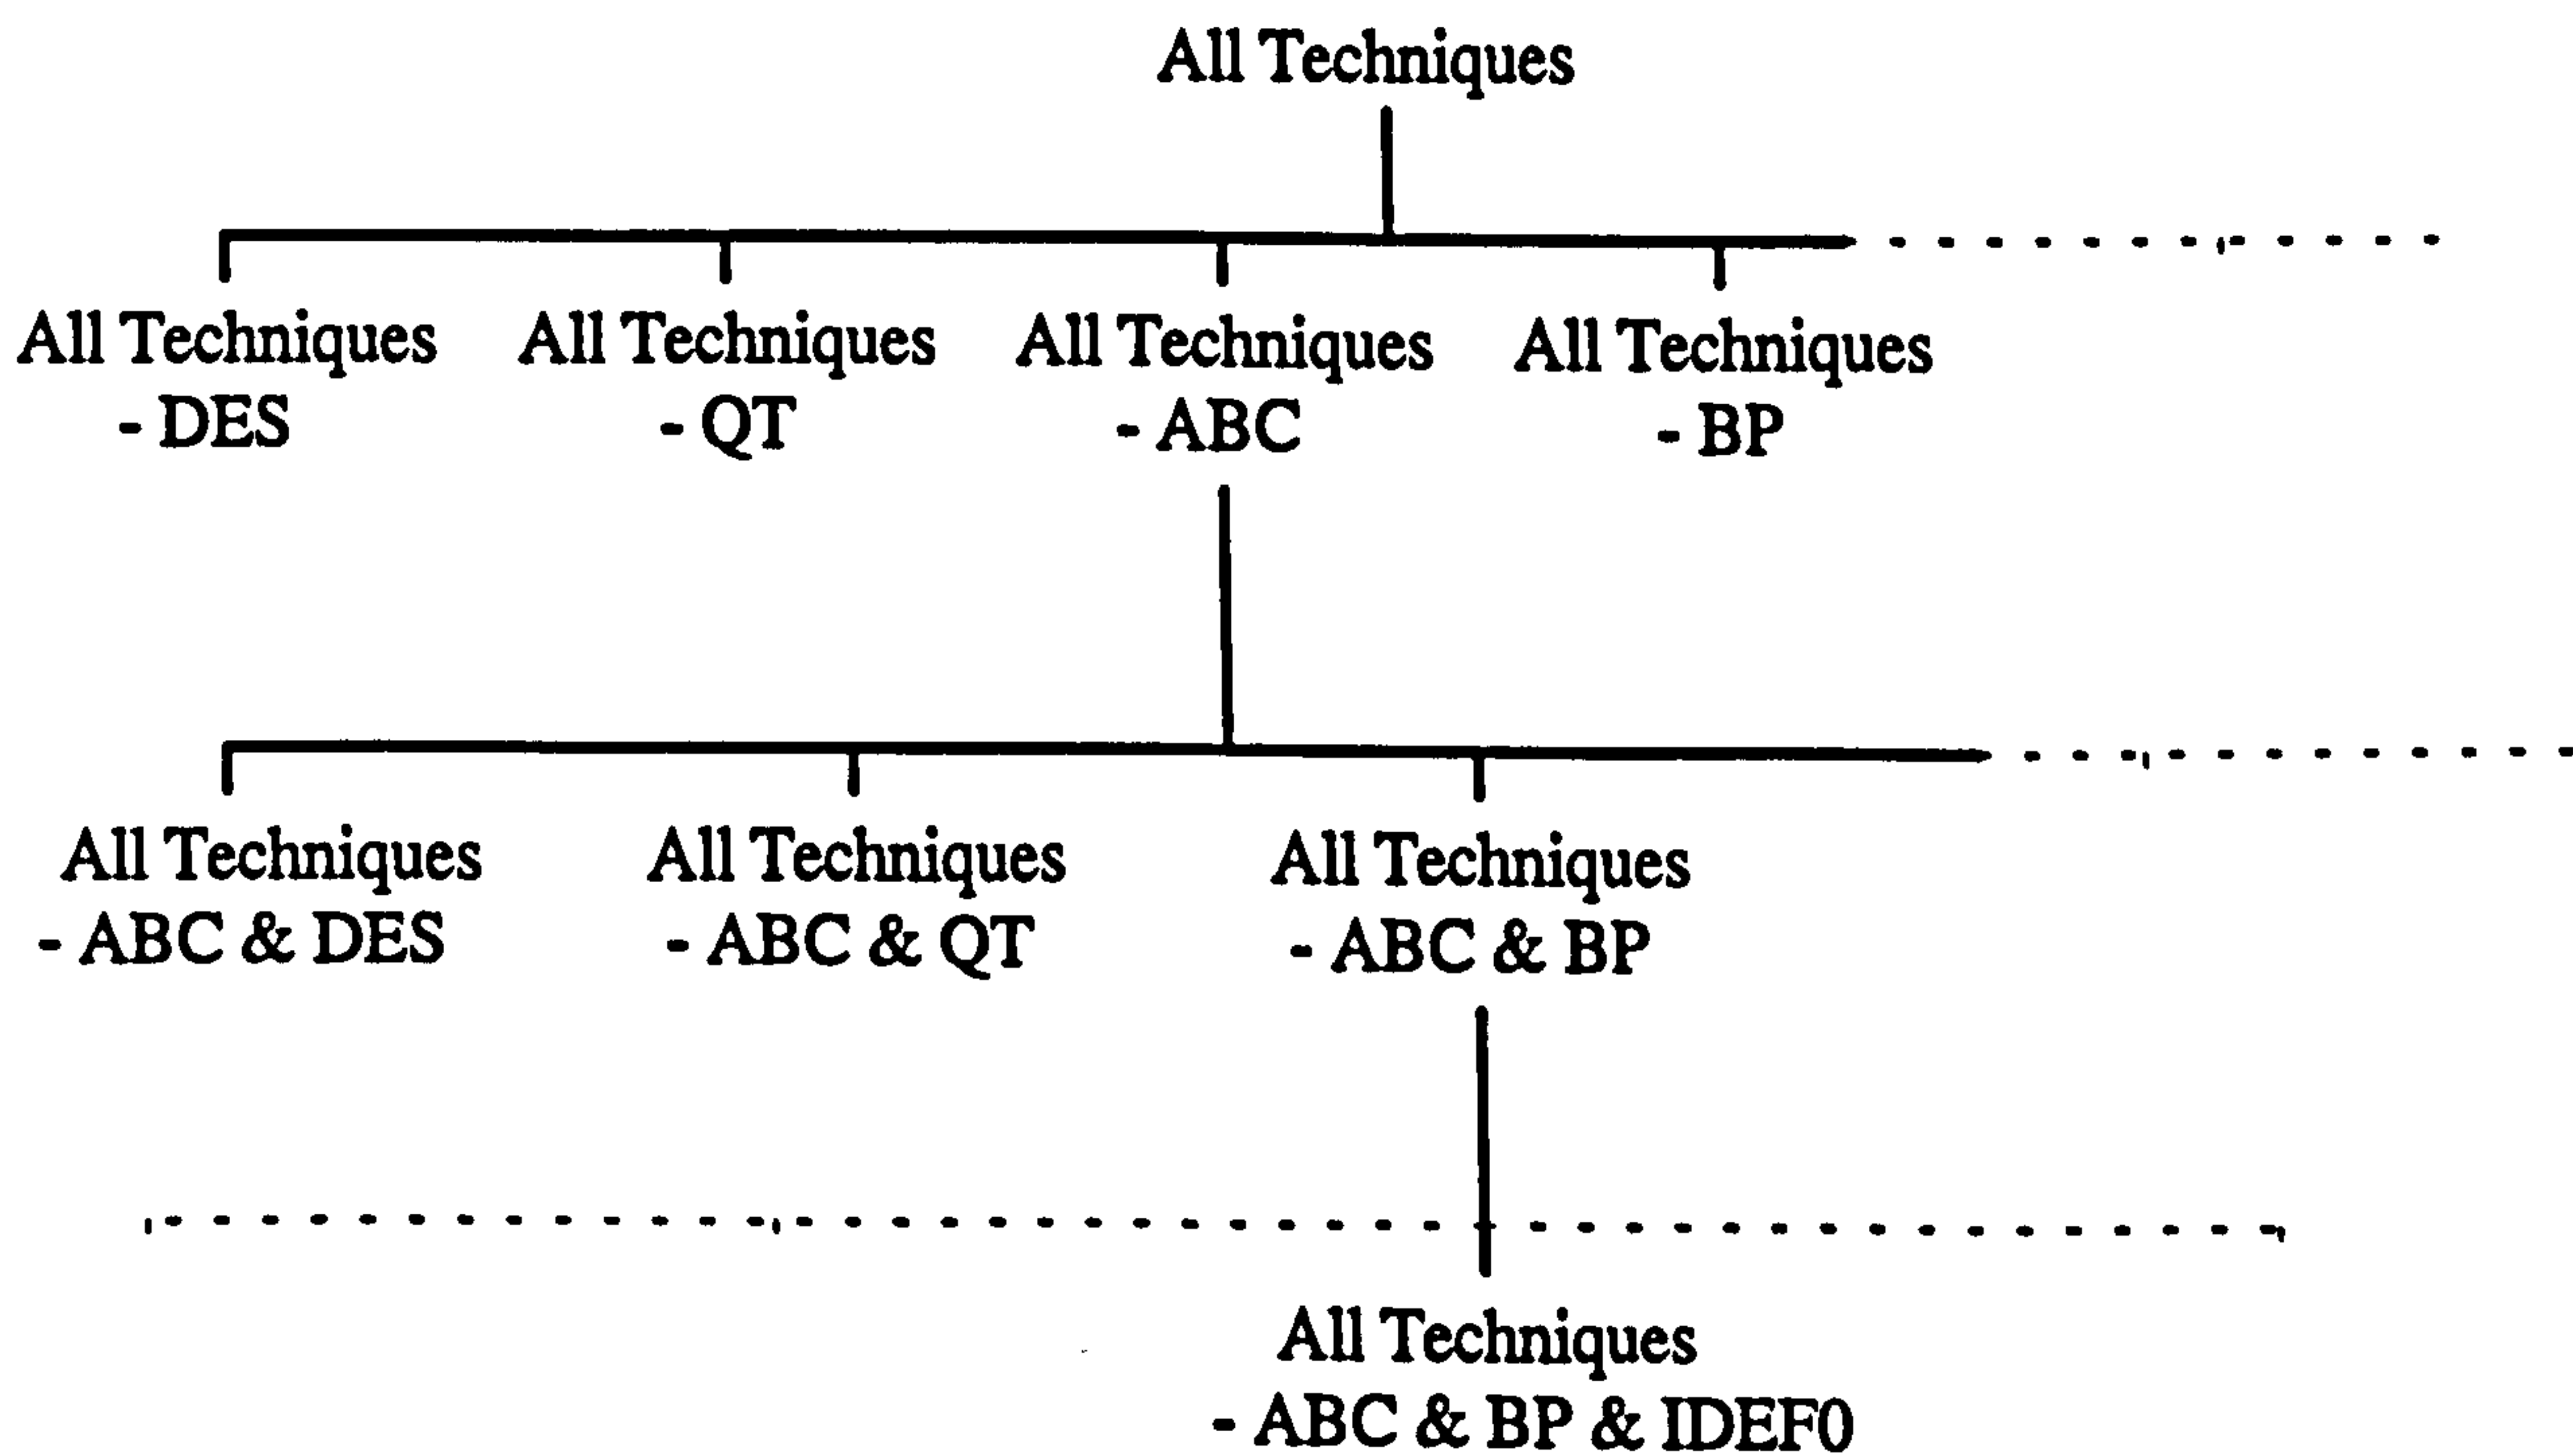 All Techniques
All Techniques
- DES
All Techniques
- QT
All Techniques
- ABC
All Techniques
- BP
All Techniques
- ABC & DES
All Techniques
- ABC & QT
All Techniques
- ABC & BP
All Techniques
- ABC & BP & IDEF0